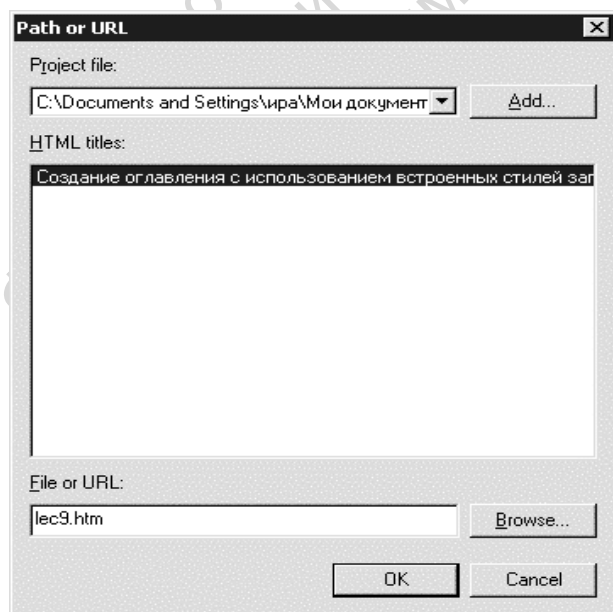 Path or URL
Project file:
C:\Documents and Settings\ира\Мои документ
Add...
HTML titles:
Создание оглавления с использованием встроенных стилей заг
File or URL:
lec9.htm
Browse...
OK
Cancel